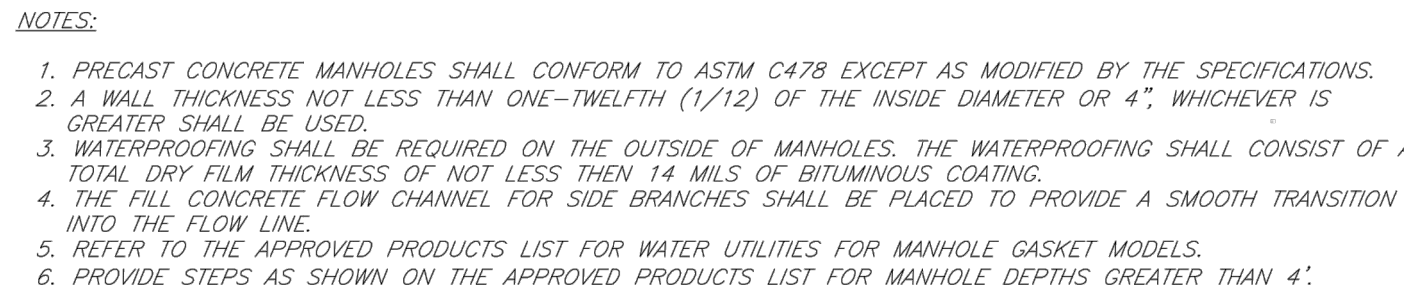 NOTES:
1. PRECAST CONCRETE MANHOLES SHALL CONFORM TO ASTM C478 EXCEPT AS MODIFIED BY THE SPECIFICATIONS.
2. A WALL THICKNESS NOT LESS THAN ONE-TWELFTH (1/12) OF THE INSIDE DIAMETER OR 4", WHICHEVER IS
GREATER SHALL BE USED.
3. WATERPROOFING SHALL BE REQUIRED ON THE OUTSIDE OF MANHOLES. THE WATERPROOFING SHALL CONSIST OF A
TOTAL DRY FILM THICKNESS OF NOT LESS THEN 14 MILS OF BITUMINOUS COATING.
4. THE FILL CONCRETE FLOW CHANNEL FOR SIDE BRANCHES SHALL BE PLACED TO PROVIDE A SMOOTH TRANSITION
INTO THE FLOW LINE.
5. REFER TO THE APPROVED PRODUCTS LIST FOR WATER UTILITIES FOR MANHOLE GASKET MODELS.
6. PROVIDE STEPS AS SHOWN ON THE APPROVED PRODUCTS LIST FOR MANHOLE DEPTHS GREATER THAN 4'.